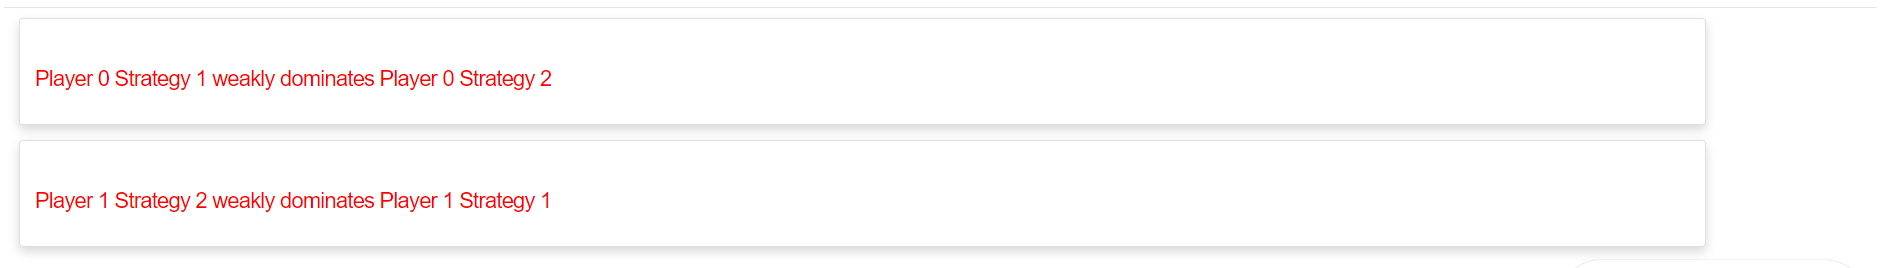 Player 0 Strategy 1 weakly dominates Player 0 Strategy 2
Player 1 Strategy 2 weakly dominates Player 1 Strategy 1